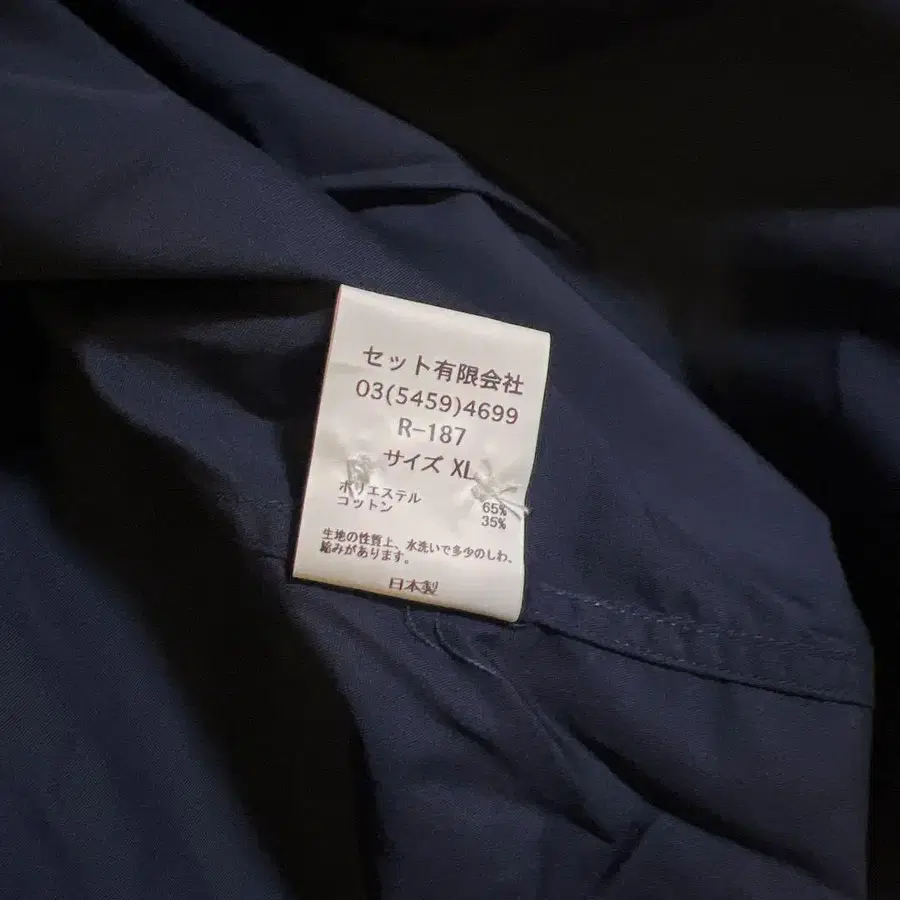 セット有限会社
03(5459)4699
R-187
サイズ XL
ポリエステル 65%
コットン 35%
生地の性質上、水洗いで多少のしわ、
縮みがあります。
日本製